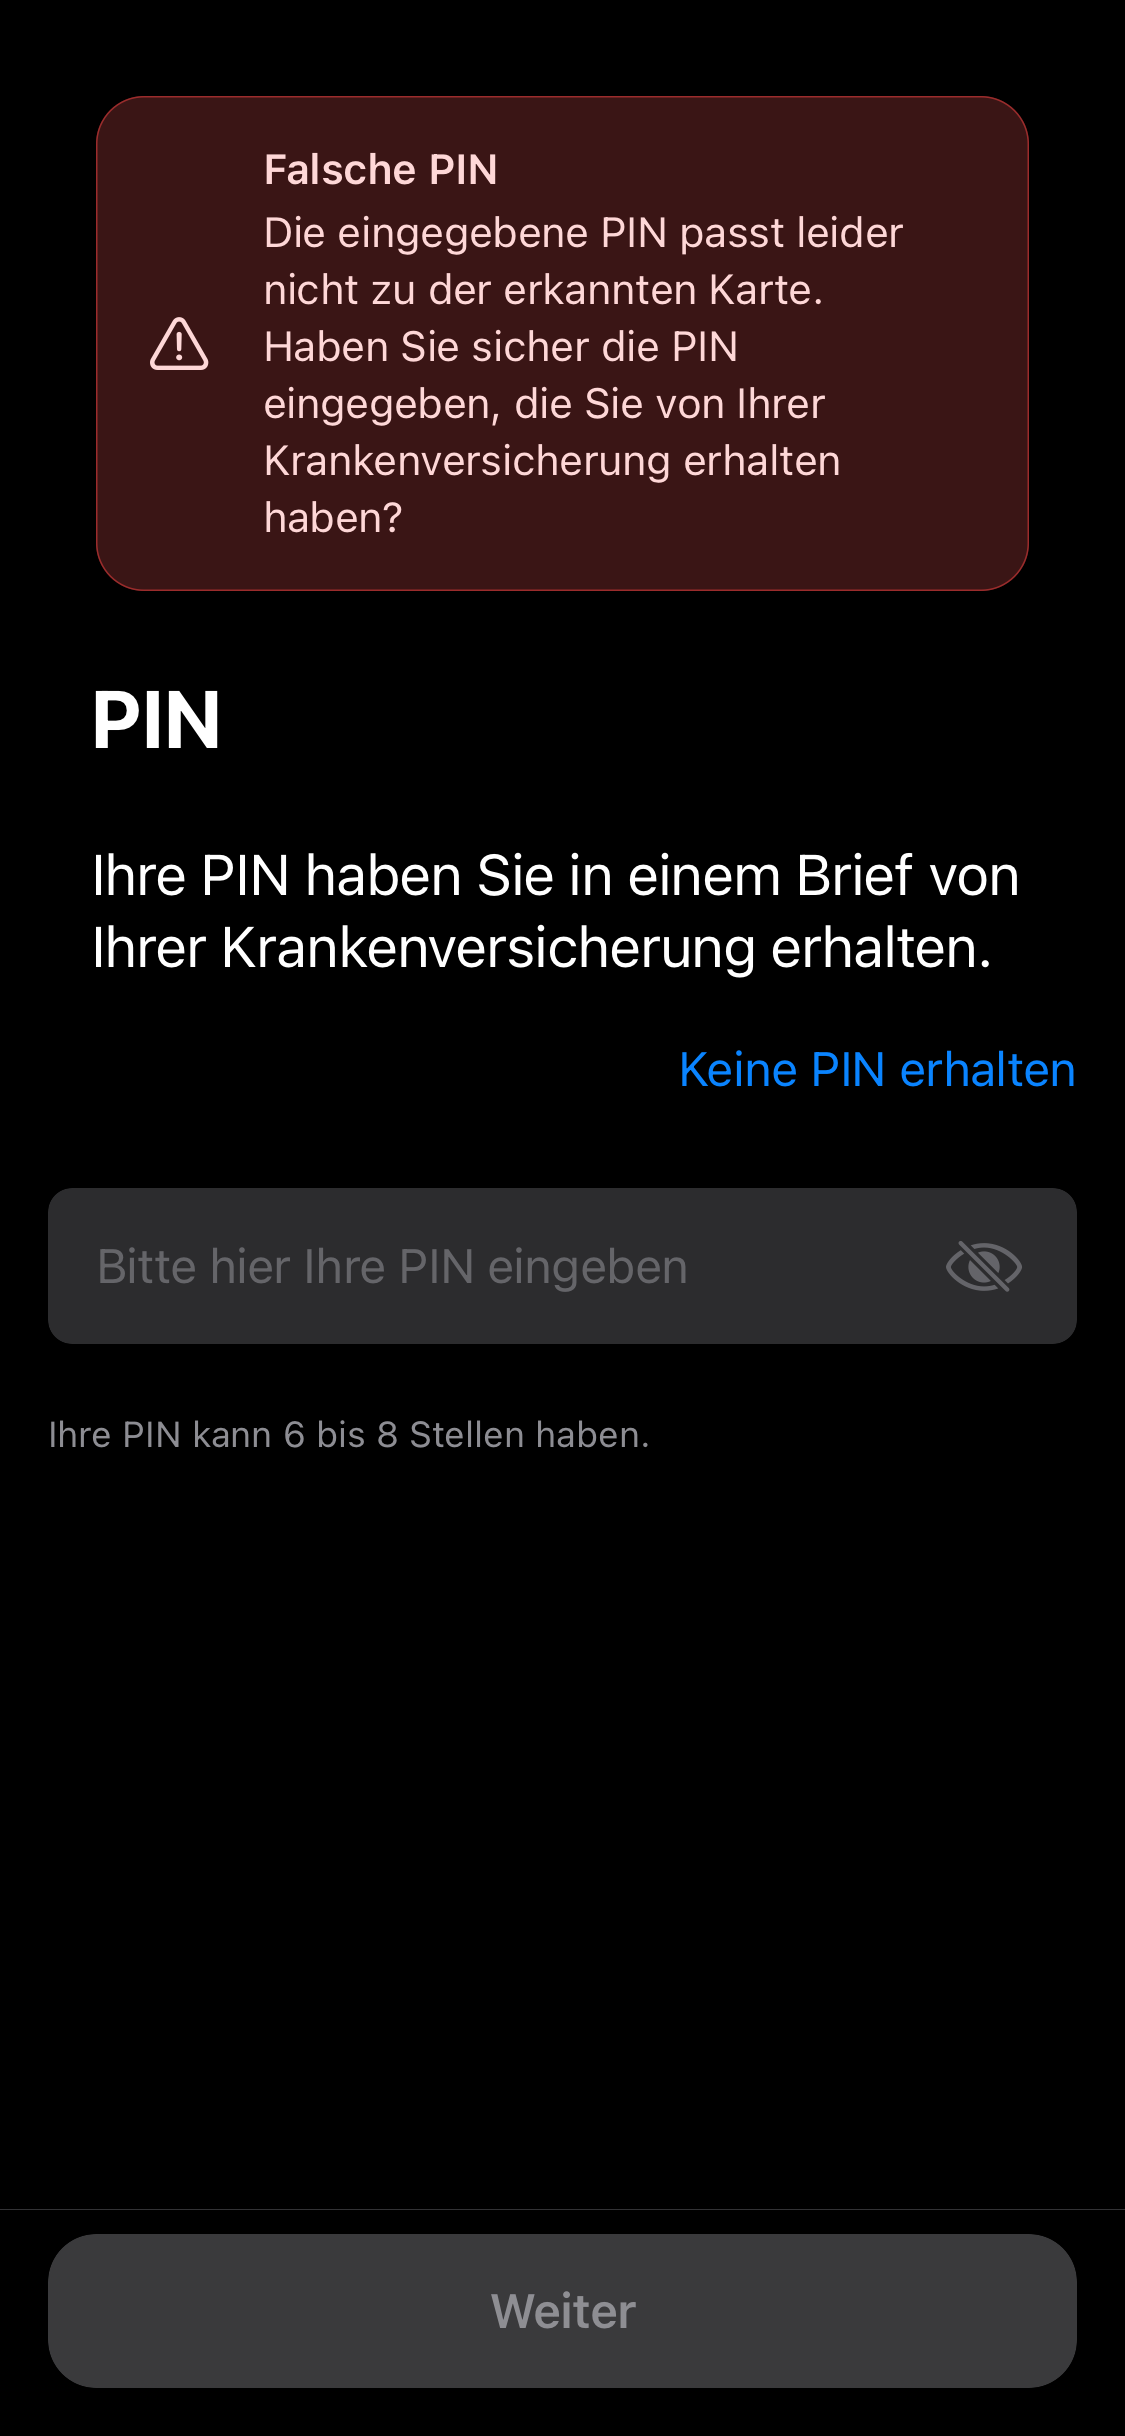 Falsche PIN
Die eingegebene PIN passt leider
nicht zu der erkannten Karte.
Haben Sie sicher die PIN
eingegeben, die Sie von Ihrer
Krankenversicherung erhalten
haben?
PIN
Ihre PIN haben Sie in einem Brief von
Ihrer Krankenversicherung erhalten.
Keine PIN erhalten
Bitte hier Ihre PIN eingeben
Ihre PIN kann 6 bis 8 Stellen haben.
Weiter